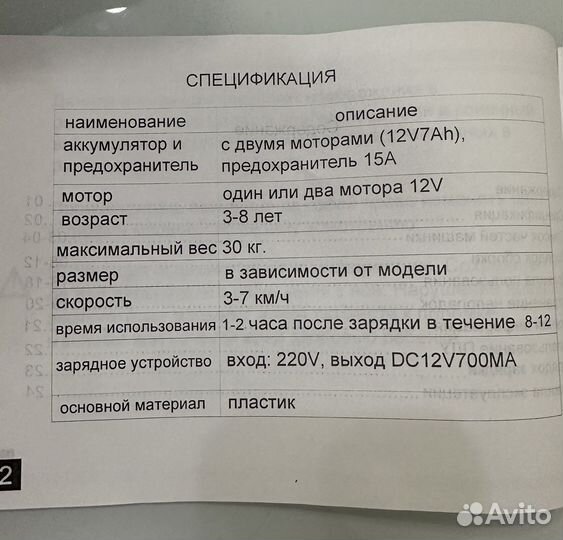 СПЕЦИФИКАЦИЯ
наименование описание
аккумулятор и с двумя моторами (12V7Ah),
предохранитель предохранитель 15А
мотор один или два мотора 12V
возраст 3-8 лет
максимальный вес 30 кг.
размер в зависимости от модели
скорость 3-7 км/ч
время использования 1-2 часа после зарядки в течение 8-12
зарядное устройство вход: 220V, выход DC12V700MA
основной материал пластик
2
Avito